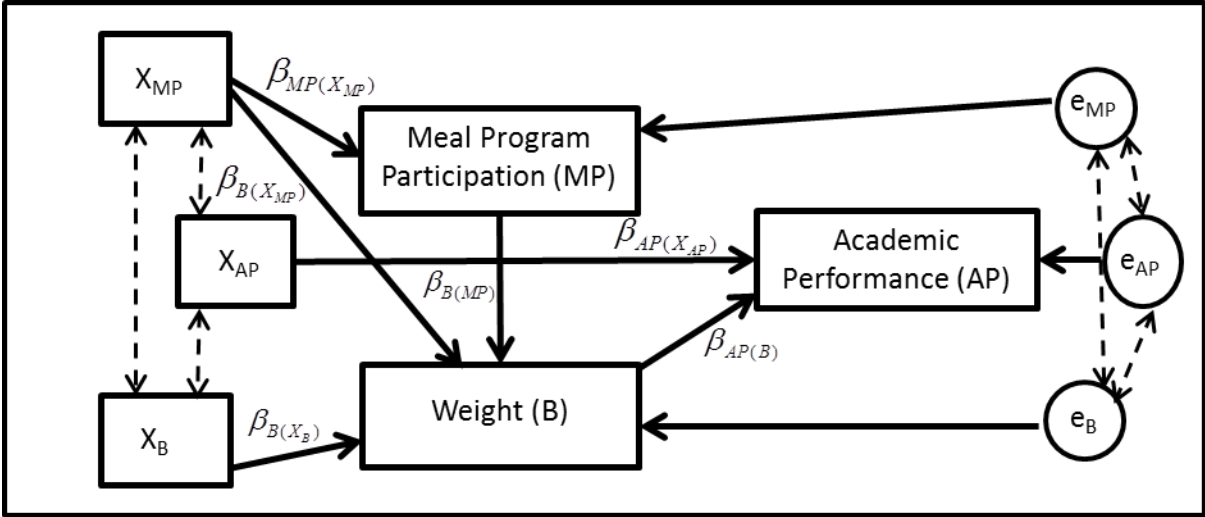 X_MP
β_MP(X_MP)
Meal Program
Participation (MP)
e_MP
β_B(X_MP)
X_AP
β_AP(X_AP)
Academic
Performance (AP)
e_AP
β_B(MP)
β_AP(B)
X_B
β_B(X_B)
Weight (B)
e_B